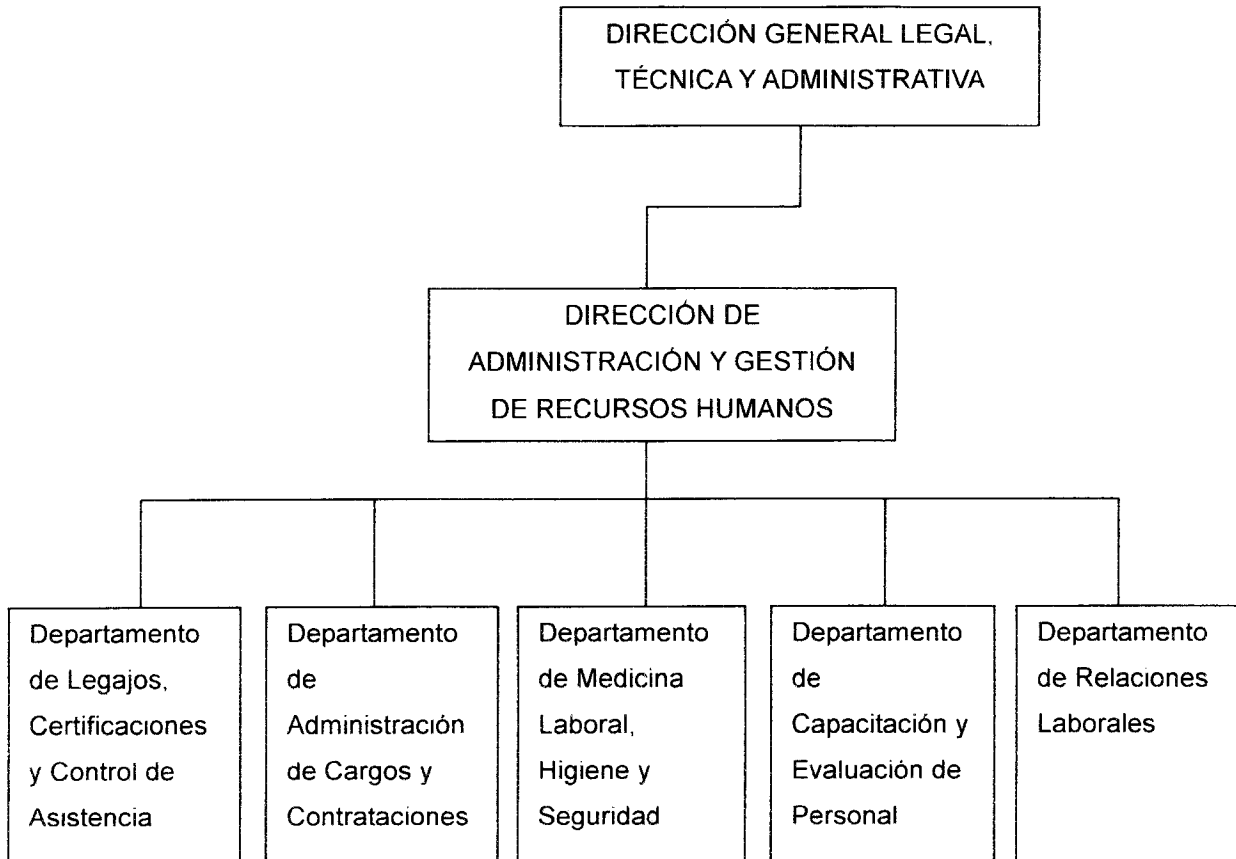 DIRECCIÓN GENERAL LEGAL,
TÉCNICA Y ADMINISTRATIVA
DIRECCIÓN DE
ADMINISTRACIÓN Y GESTIÓN
DE RECURSOS HUMANOS
Departamento
de Legajos,
Certificaciones
y Control de
Asistencia
Departamento
de
Administración
de Cargos y
Contrataciones
Departamento
de Medicina
Laboral,
Higiene y
Seguridad
Departamento
de
Capacitación y
Evaluación de
Personal
Departamento
de Relaciones
Laborales